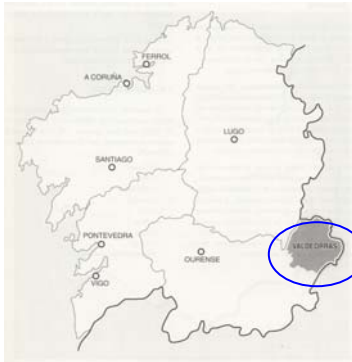 FERROL
A CORUÑA
LUGO
SANTIAGO
PONTEVEDRA
OURENSE
VALDEORRAS
VIGO